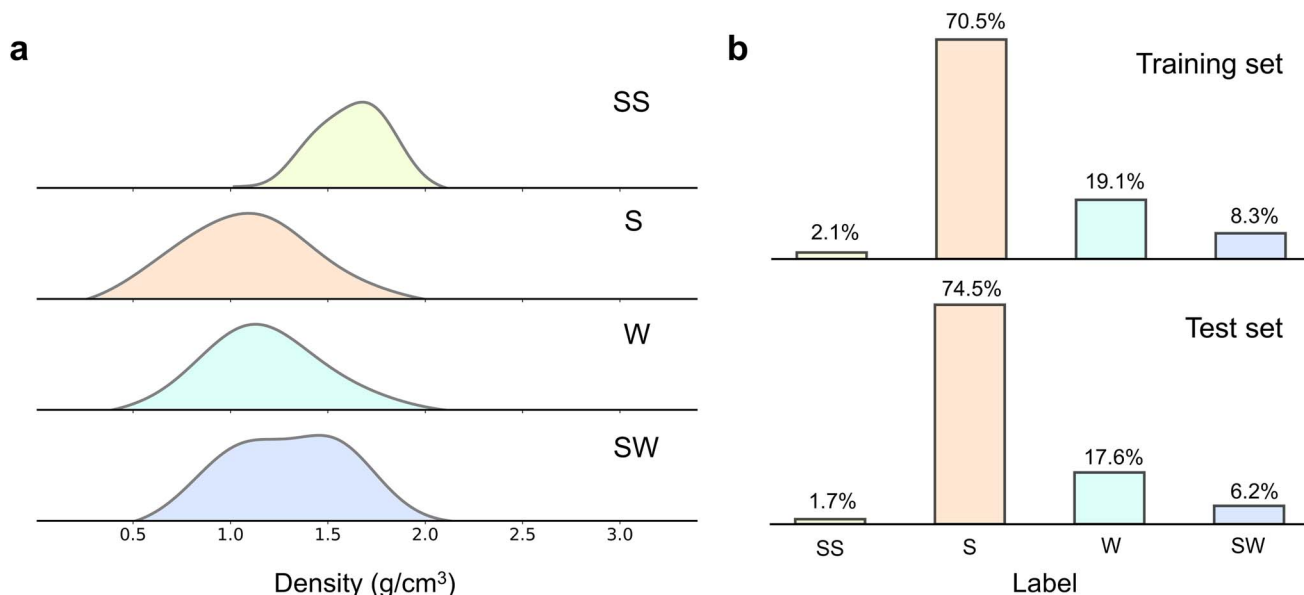 a
SS
S
W
SW
0.5 1.0 1.5 2.0 2.5 3.0
Density (g/cm³)
b
Training set
70.5%
19.1%
8.3%
2.1%
Test set
74.5%
17.6%
6.2%
1.7%
SS S W SW
Label